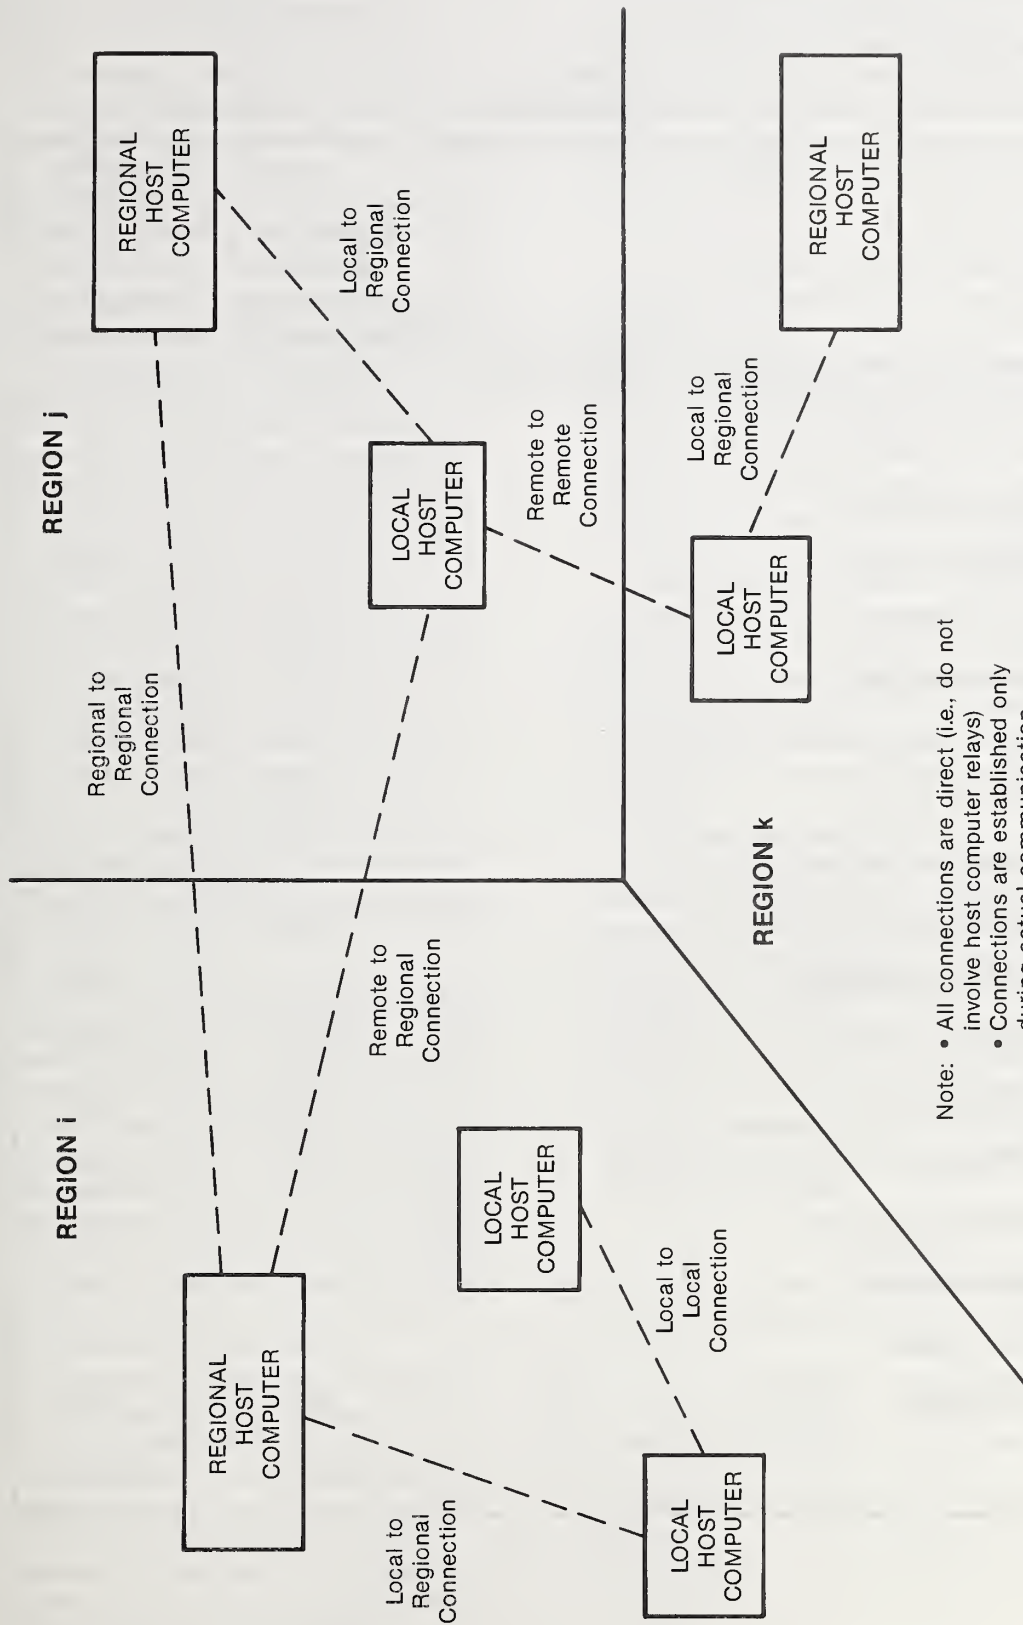 REGION i
REGION j
Regional to
Regional
Connection
REGIONAL
HOST
COMPUTER
REGIONAL
HOST
COMPUTER
Remote to
Regional
Connection
Local to
Regional
Connection
Local to
Regional
Connection
LOCAL
HOST
COMPUTER
LOCAL
HOST
COMPUTER
Remote to
Remote
Connection
Local to
Local
Connection
LOCAL
HOST
COMPUTER
REGION k
LOCAL
HOST
COMPUTER
Local to
Regional
Connection
REGIONAL
HOST
COMPUTER
Note: • All connections are direct (i.e., do not
involve host computer relays)
• Connections are established only
during actual communication